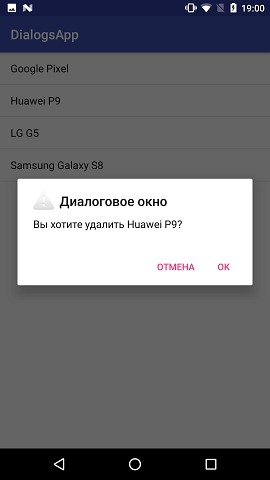 19:00
DialogsApp
Google Pixel
Huawei P9
LG G5
Samsung Galaxy S8
Диалоговое окно
Вы хотите удалить Huawei P9?
ОТМЕНА OK